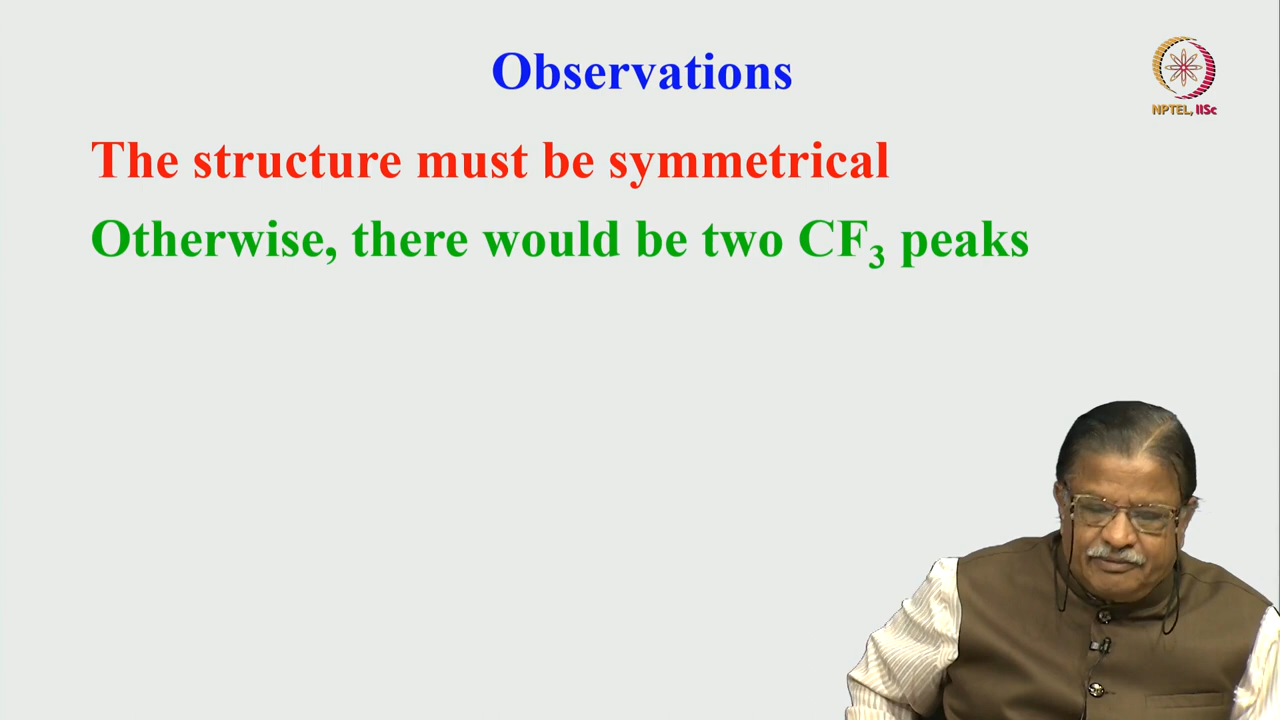 Observations
NPTEL, IISc
The structure must be symmetrical
Otherwise, there would be two CF₃ peaks